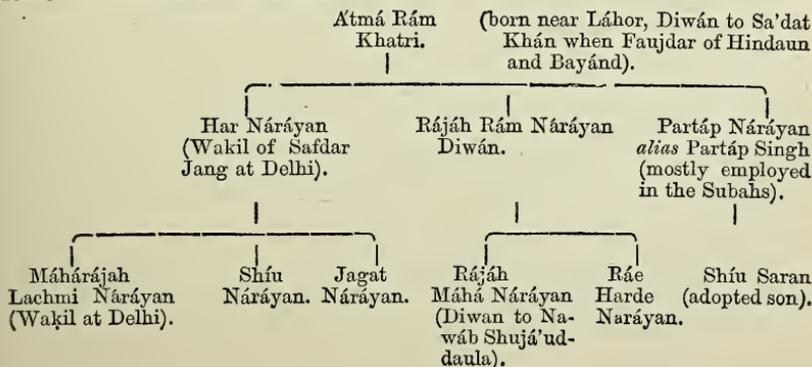 Átmá Rám
Khatri.
(born near Láhor, Diwán to Sa'dat
Khán when Faujdar of Hindaun
and Bayánd).
Har Náráyan
(Wakil of Safdar
Jang at Delhi).
Rájáh Rám Náráyan
Diwán.
Partáp Náráyan
alias Partáp Singh
(mostly employed
in the Subahs).
Máhárájah
Lachmi Náráyan
(Wakil at Delhi).
Shíu
Náráyan.
Jagat
Náráyan.
Rájáh
Máhá Náráyan
(Diwan to Na-
wáb Shujá'ud-
daula).
Ráe
Harde
Naráyan.
Shíu Saran
(adopted son).